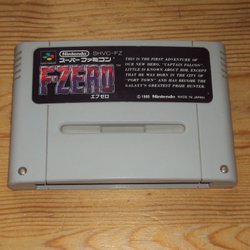 Nintendo SHVC-FZ
スーパーファミコン
F-ZERO™
エフゼロ
THIS IS THE FIRST ADVENTURE OF
OUR NEW HERO, "CAPTAIN FALCON".
LITTLE IS KNOWN ABOUT HIM, EXCEPT
THAT HE WAS BORN IN THE CITY OF
"PORT TOWN" AND HAS BECOME THE
GALAXY'S GREATEST PRIZE HUNTER.
© 1990 Nintendo MADE IN JAPAN